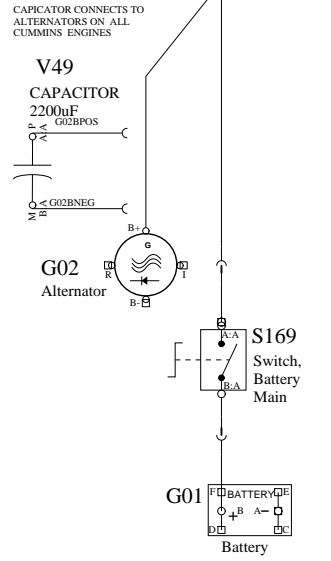 CAPICATOR CONNECTS TO
ALTERNATORS ON ALL
CUMMINS ENGINES
V49
CAPACITOR
2200uF
P
A:A
G02BPOS
M
B:A
G02BNEG
B+
G
G02
Alternator
R
I
B-
A:A
S169
Switch,
Battery
Main
B:A
G01
F
BATTERY
E
+
B
A
-
D
C
Battery